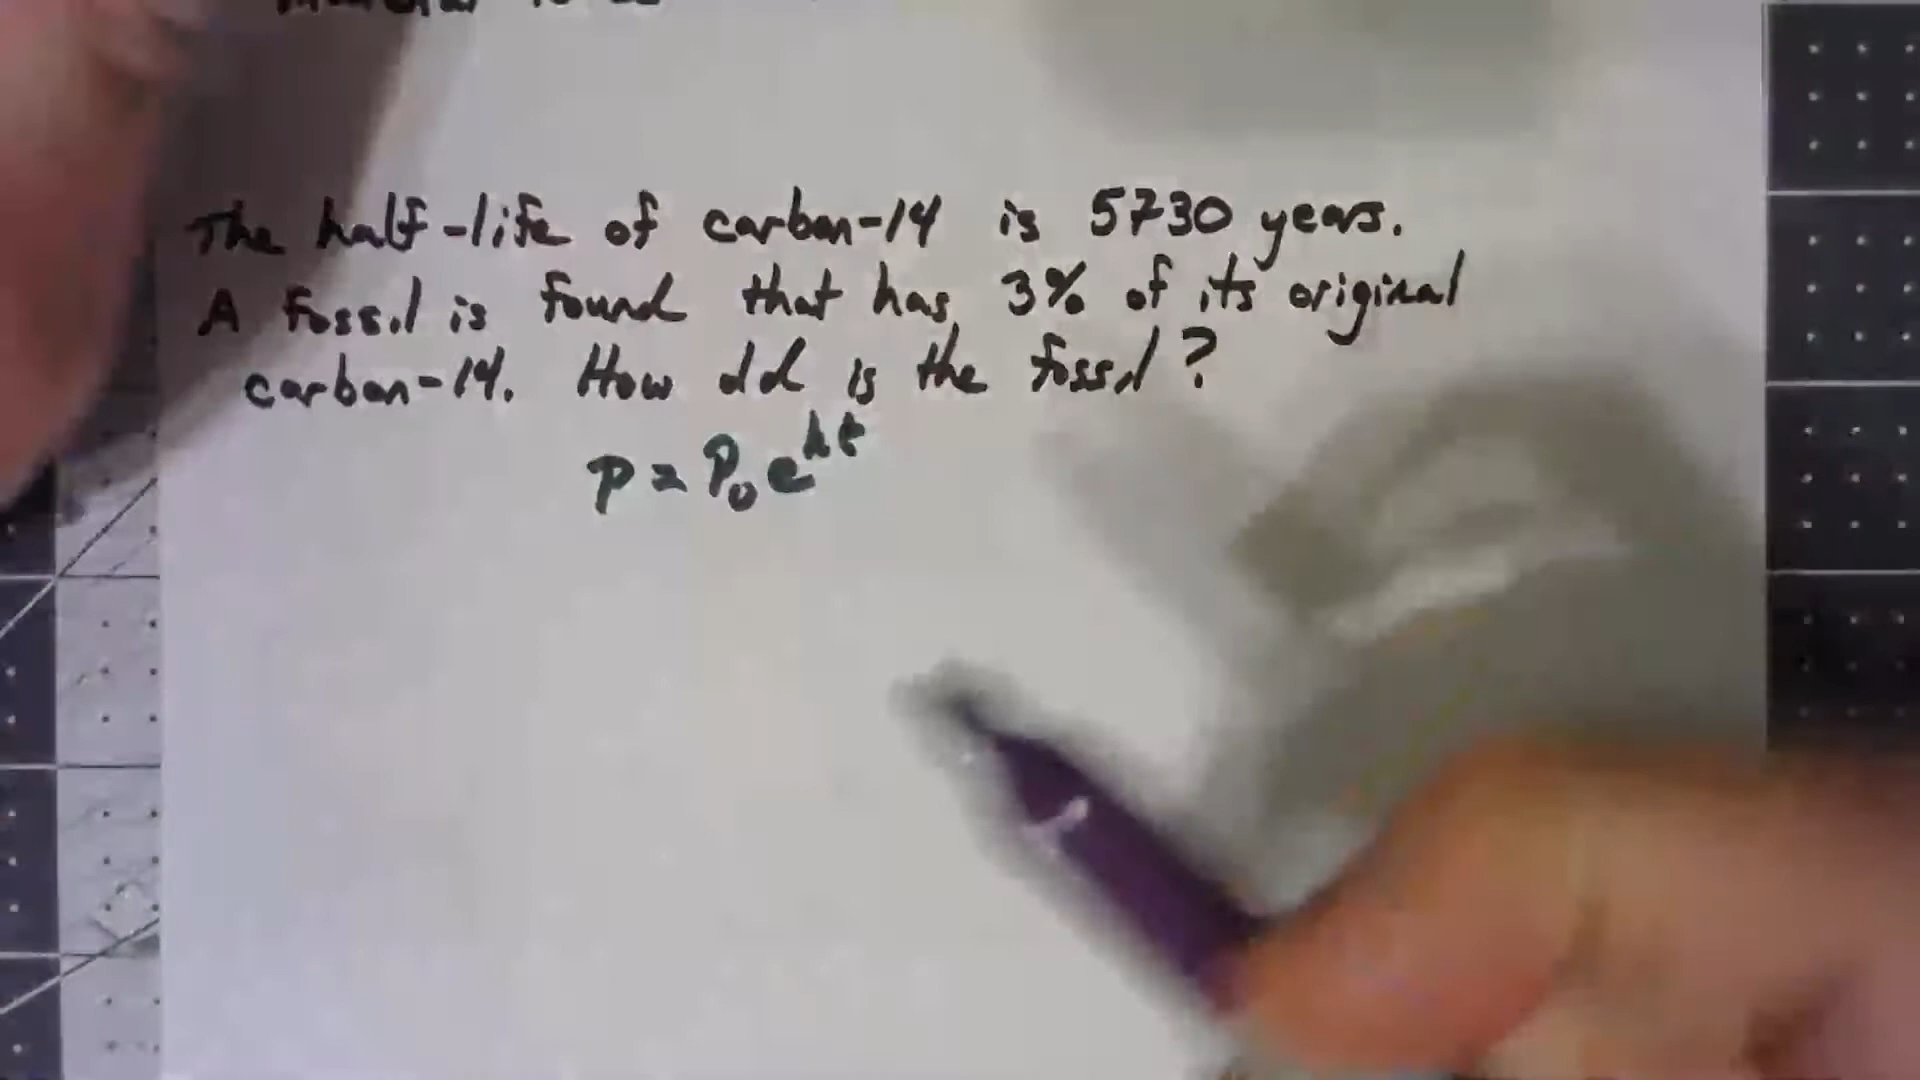 The half-life of carbon-14 is 5730 years.
A fossil is found that has 3% of its original
carbon-14. How old is the fossil?
P = P₀e^{kt}